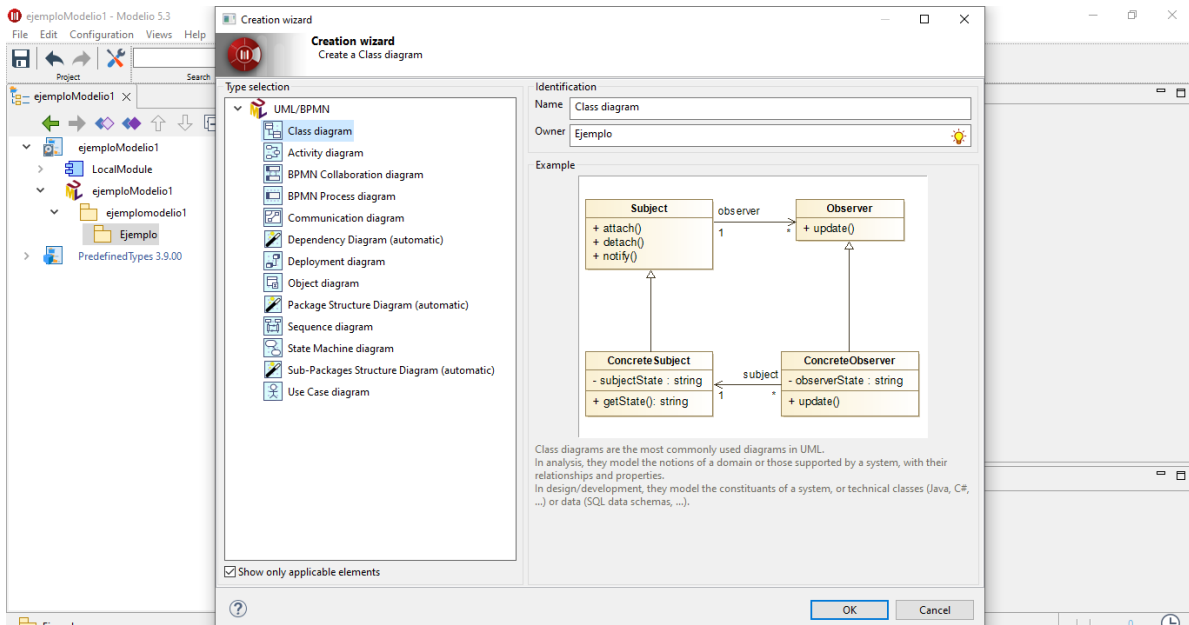 ejemploModelio1 - Modelio 5.3
File Edit Configuration Views Help
Project
Search
ejemploModelio1
ejemploModelio1
LocalModule
ejemploModelio1
ejemplomodelio1
Ejemplo
PredefinedTypes 3.9.00
Creation wizard
Creation wizard
Create a Class diagram
Type selection
UML/BPMN
Class diagram
Activity diagram
BPMN Collaboration diagram
BPMN Process diagram
Communication diagram
Dependency Diagram (automatic)
Deployment diagram
Object diagram
Package Structure Diagram (automatic)
Sequence diagram
State Machine diagram
Sub-Packages Structure Diagram (automatic)
Use Case diagram
Show only applicable elements
Identification
Name Class diagram
Owner Ejemplo
Example
Subject
+ attach()
+ detach()
+ notify()
observer
1
*
Observer
+ update()
ConcreteSubject
- subjectState : string
+ getState(): string
subject
1
*
ConcreteObserver
- observerState : string
+ update()
Class diagrams are the most commonly used diagrams in UML.
In analysis, they model the notions of a domain or those supported by a system, with their
relationships and properties.
In design/development, they model the constituants of a system, or technical classes (Java, C#,
...) or data (SQL data schemas, ...).
OK
Cancel